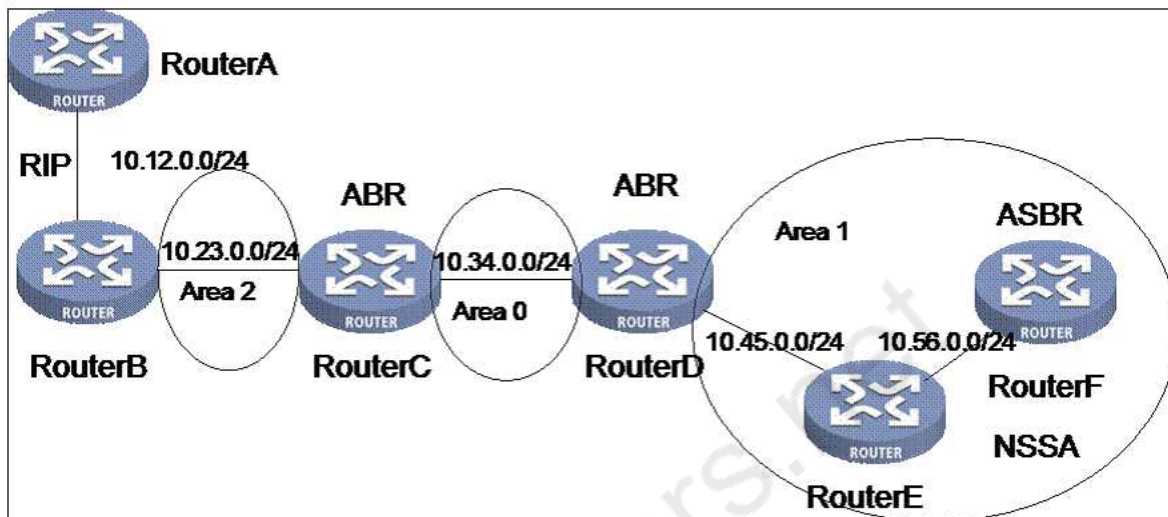 RouterA
ROUTER
RIP
10.12.0.0/24
ABR
ABR
Area 1
ASBR
10.23.0.0/24
10.34.0.0/24
Area 2
Area 0
ROUTER
ROUTER
ROUTER
ROUTER
10.45.0.0/24
10.56.0.0/24
RouterB
RouterC
RouterD
RouterF
ROUTER
NSSA
RouterE
rs.net